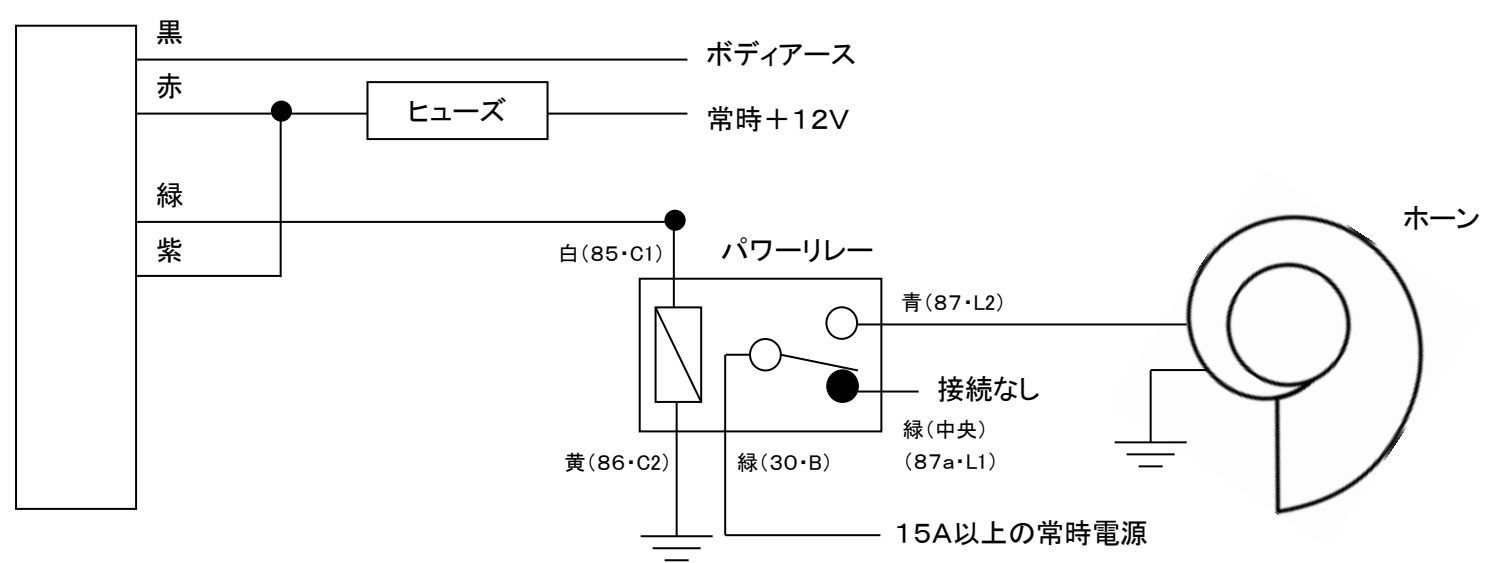 黒
ボディアース
赤
ヒューズ
常時＋12V
緑
紫
ホーン
白(85・C1)
パワーリレー
青(87・L2)
接続なし
緑(中央)
(87a・L1)
黄(86・C2)
緑(30・B)
15A以上の常時電源